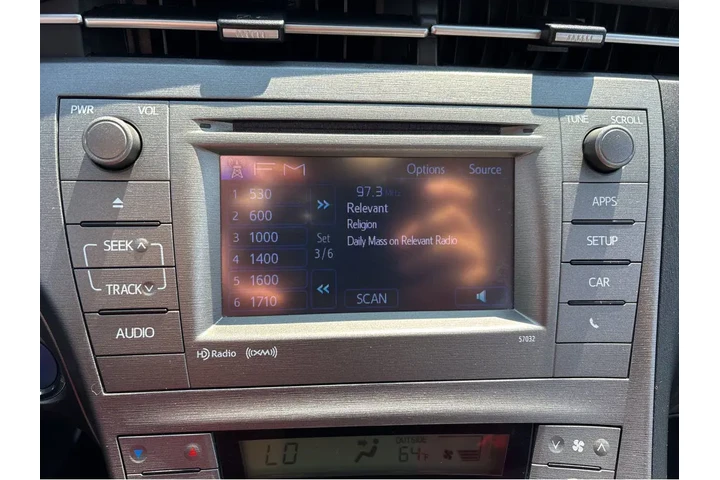 PWR VOL
TUNE SCROLL
FM Options Source
1 530
2 600
3 1000
4 1400
5 1600
6 1710
>>
Set
3/6
<<
97.3 MHz
Relevant
Religion
Daily Mass on Relevant Radio
SCAN
SEEK
TRACK
AUDIO
APPS
SETUP
CAR
HD Radio ((XM))
57032
LO
OUTSIDE
64°F